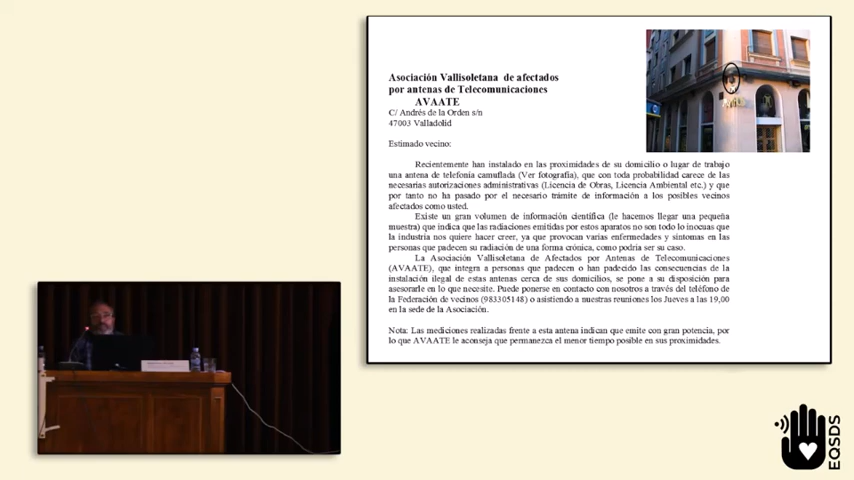 Asociación Vallisoletana de afectados
por antenas de Telecomunicaciones
AVAATE
C/ Andrés de la Orden s/n
47003 Valladolid
Estimado vecino:
Recientemente han instalado en las proximidades de su domicilio o lugar de trabajo
una antena de telefonía camuflada (Ver fotografía), que con toda probabilidad carece de las
necesarias autorizaciones administrativas (Licencia de Obras, Licencia Ambiental etc.) y que
por tanto no ha pasado por el necesario trámite de información a los posibles vecinos
afectados como usted.
Existe un gran volumen de información científica (le hacemos llegar una pequeña
muestra) que indica que las radiaciones emitidas por estos aparatos no son todo lo inocuas que
la industria nos quiere hacer creer, ya que provocan varias enfermedades y síntomas en las
personas que padecen su radiación de una forma crónica, como podría ser su caso.
La Asociación Vallisoletana de Afectados por Antenas de Telecomunicaciones
(AVAATE), que integra a personas que padecen o han padecido las consecuencias de la
instalación ilegal de estas antenas cerca de sus domicilios, se pone a su disposición para
asesorarle en lo que necesite. Puede ponerse en contacto con nosotros a través del teléfono de
la Federación de vecinos (983305148) o asistiendo a nuestras reuniones los Jueves a las 19,00
en la sede de la Asociación.
Nota: Las mediciones realizadas frente a esta antena indican que emite con gran potencia, por
lo que AVAATE le aconseja que permanezca el menor tiempo posible en sus proximidades.
EQSDS